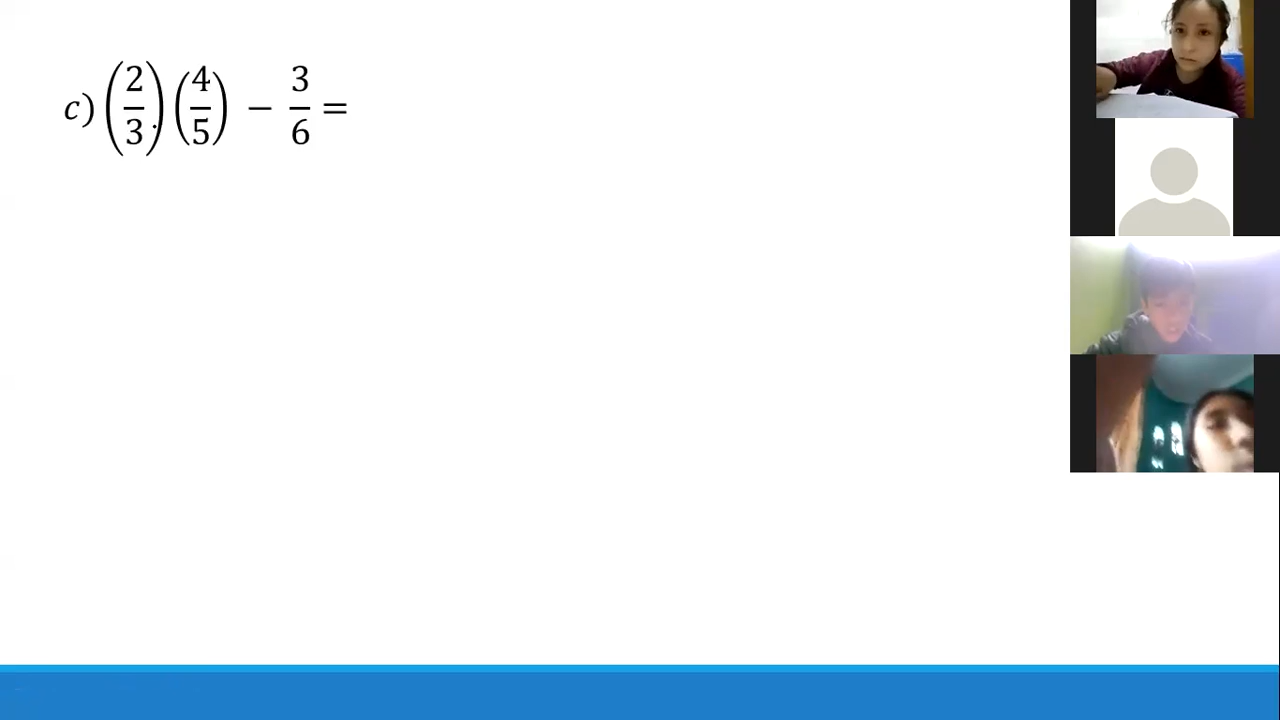 c) (2/3)(4/5) − 3/6 =